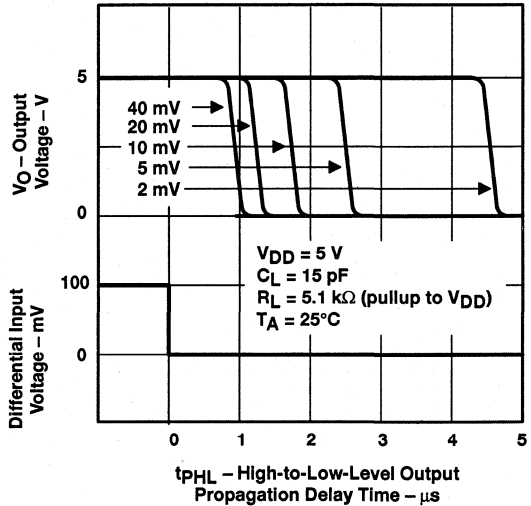 5
0
VO – Output
Voltage – V
40 mV
20 mV
10 mV
5 mV
2 mV
VDD = 5 V
CL = 15 pF
RL = 5.1 kΩ (pullup to VDD)
TA = 25°C
100
0
Differential Input
Voltage – mV
0 1 2 3 4 5
tPHL – High-to-Low-Level Output
Propagation Delay Time – μs